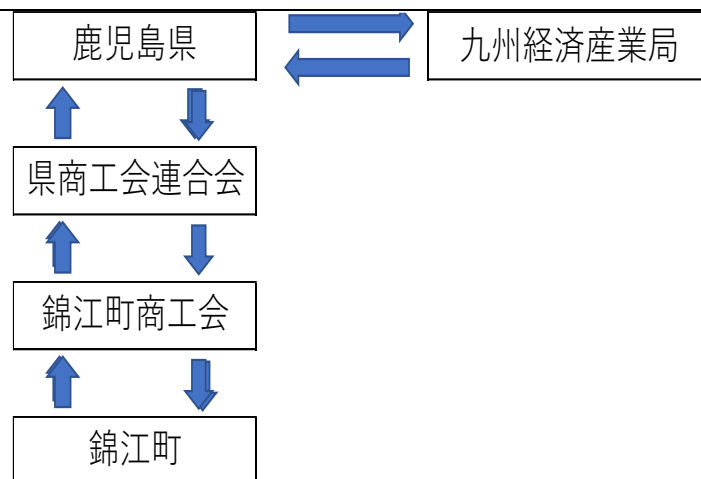 鹿児島県
九州経済産業局
県商工会連合会
錦江町商工会
錦江町